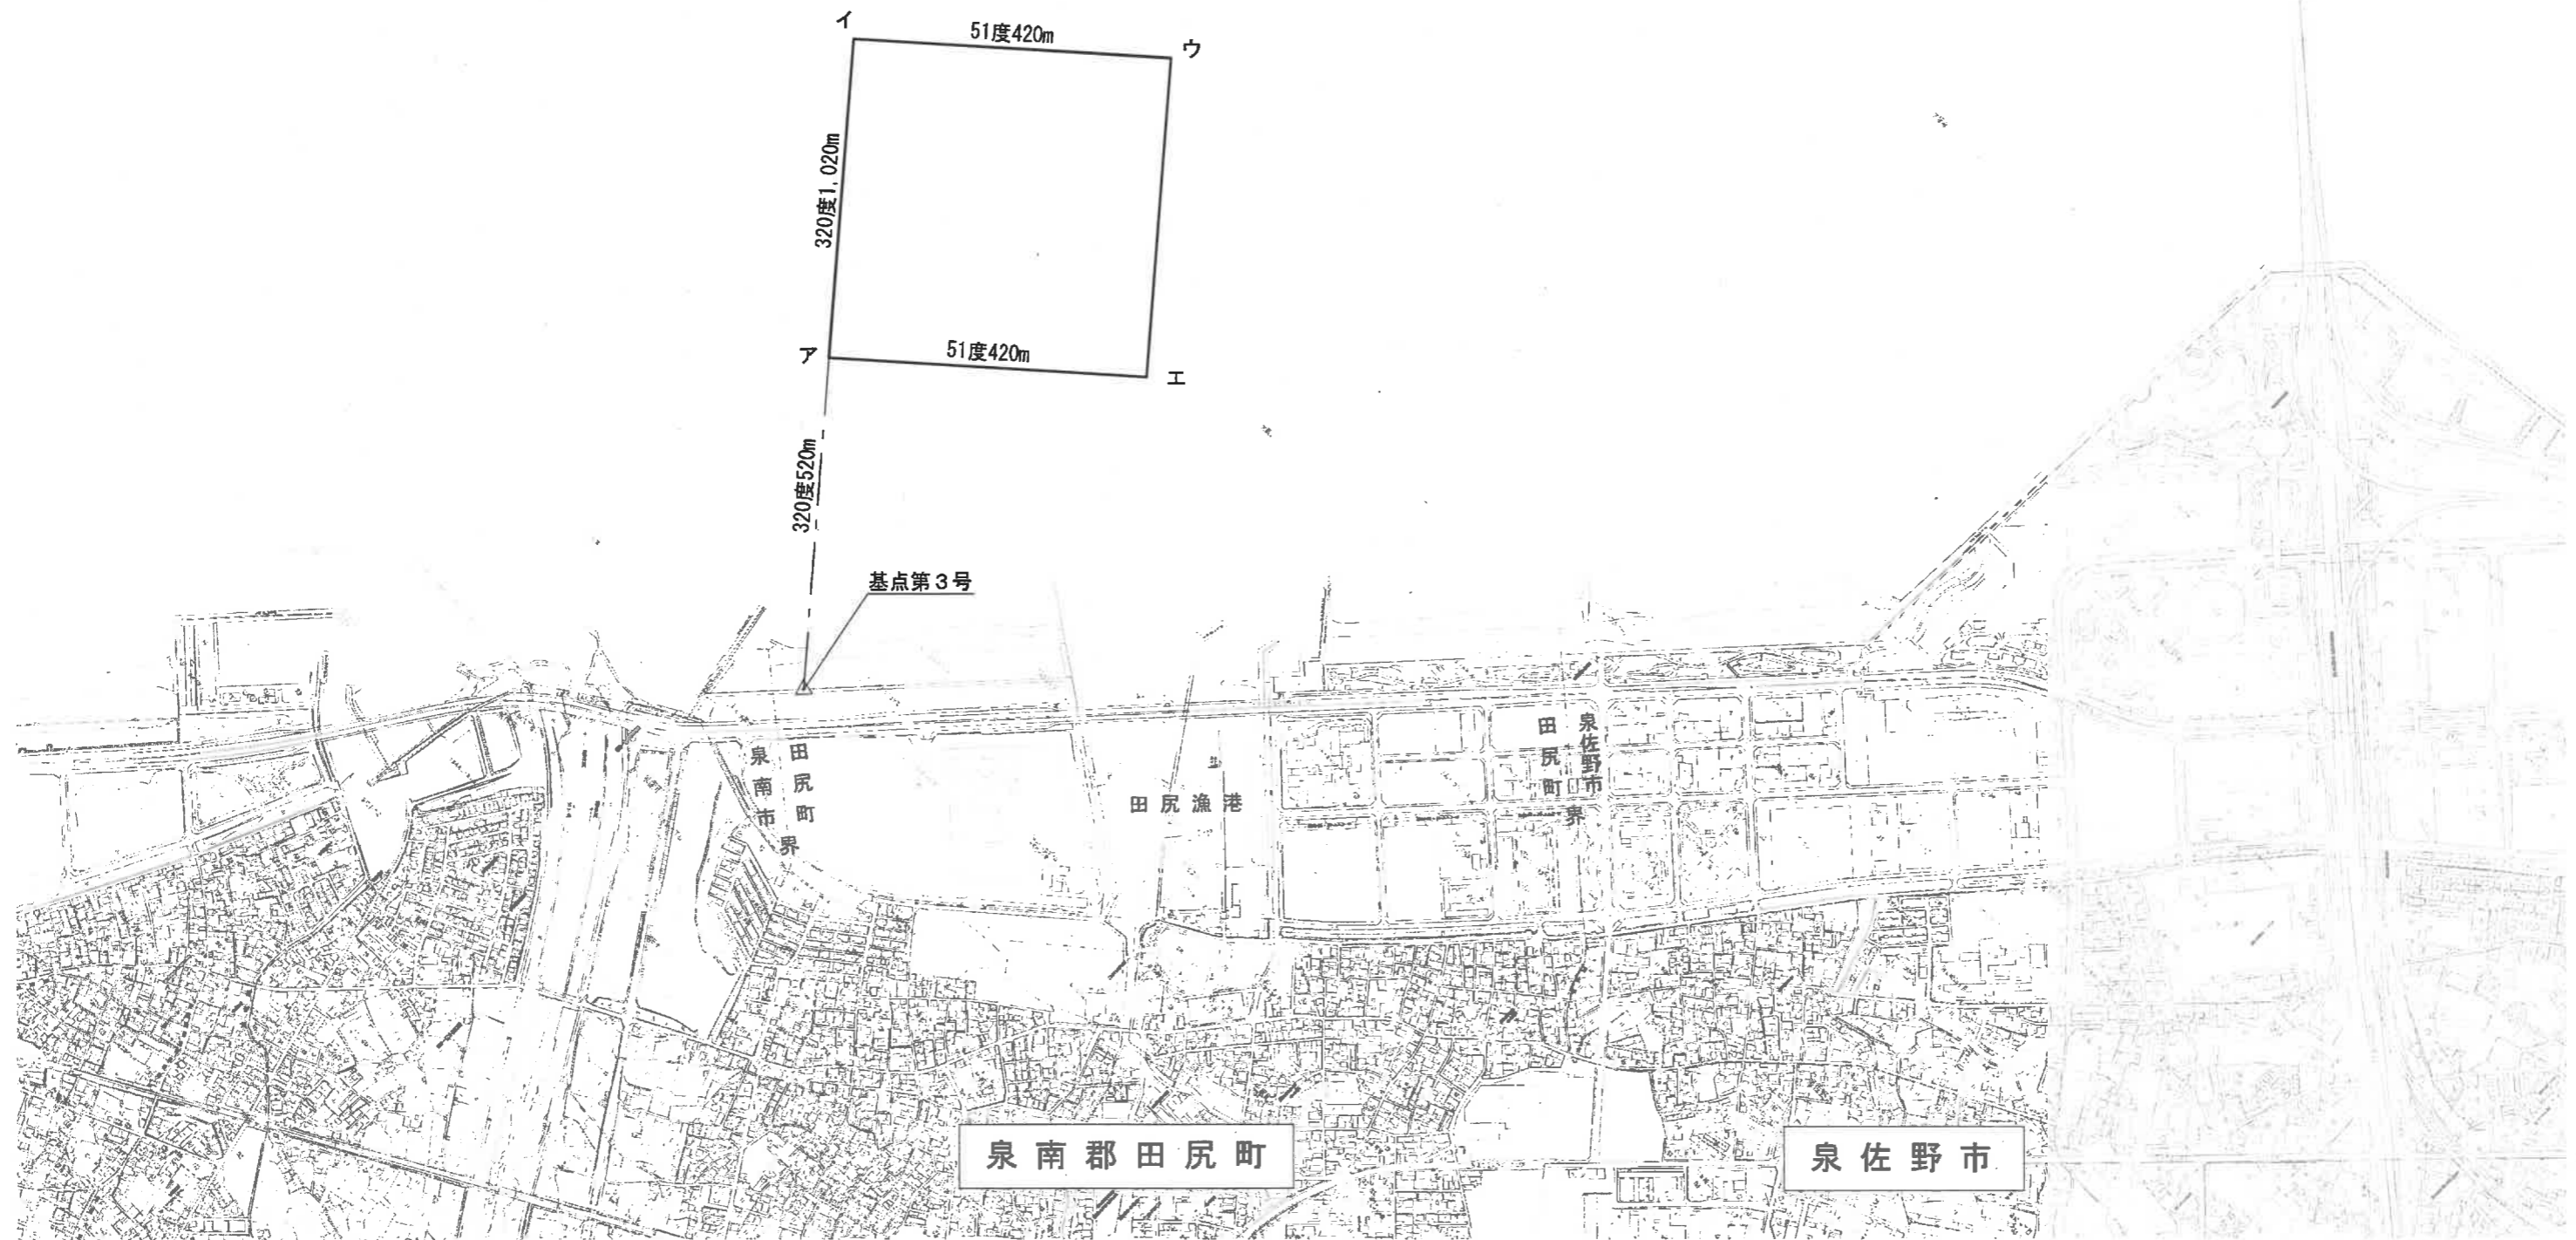 イ
51度420m
ウ
320度1,020m
ア
51度420m
エ
320度520m
基点第3号
泉南市
田尻町
界
田尻漁港
田尻町
泉佐野市
界
泉南郡田尻町
泉佐野市